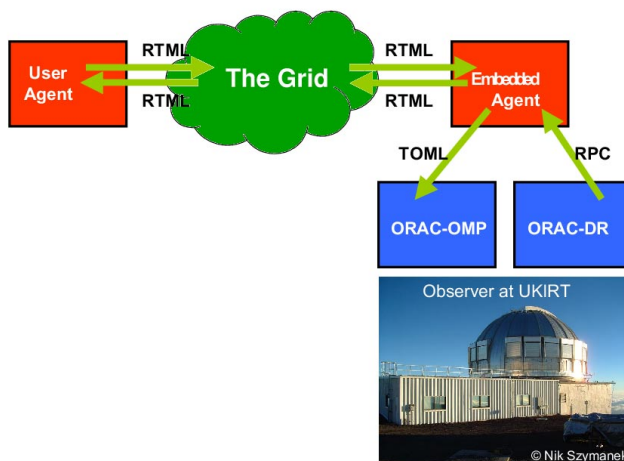 RTML
RTML
User
Agent
The Grid
Embedded
Agent
RTML
RTML
TOML
RPC
ORAC-OMP
ORAC-DR
Observer at UKIRT
© Nik Szymanek